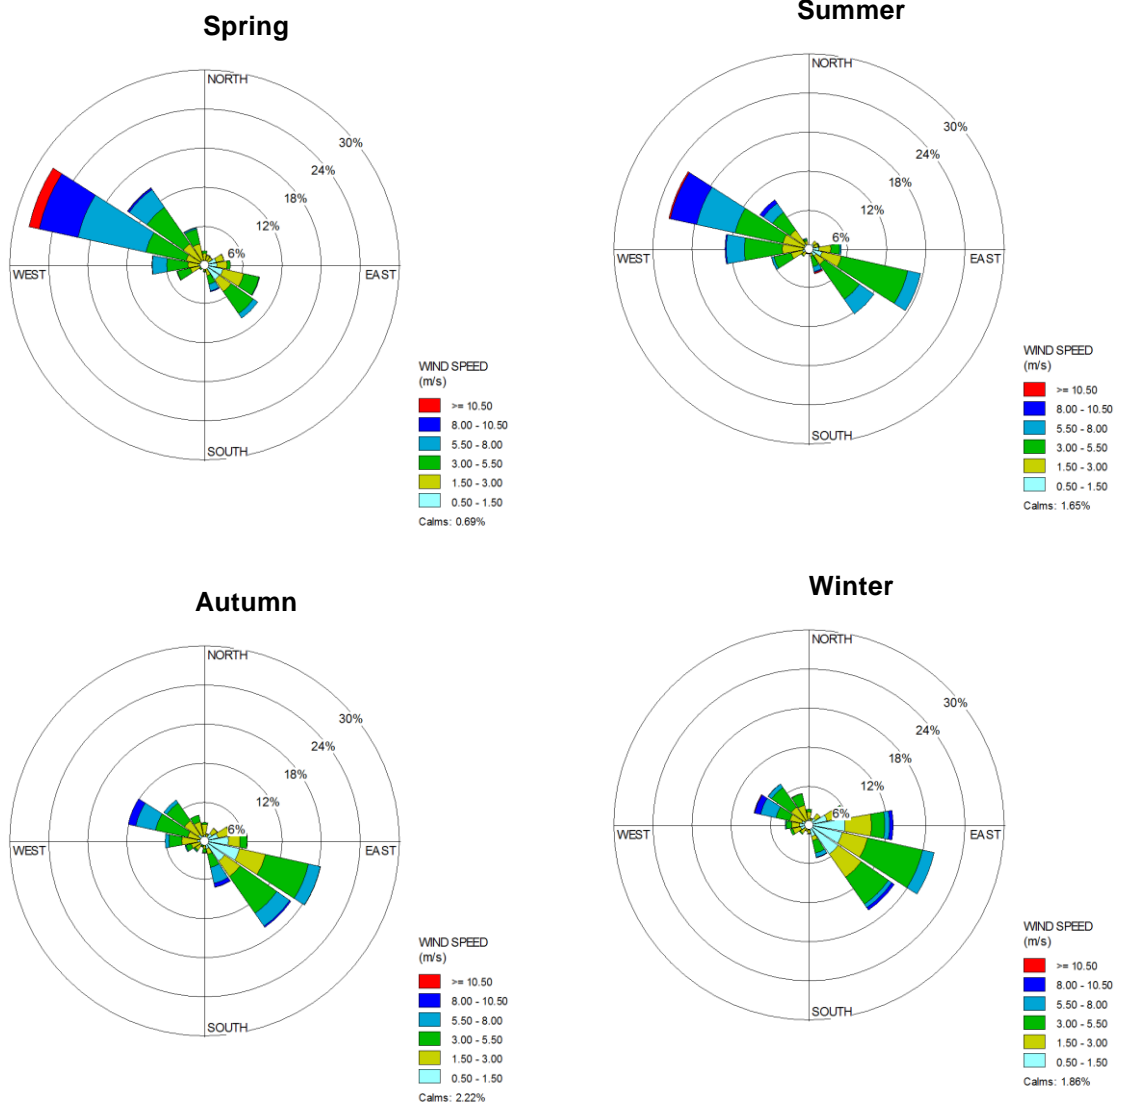 Spring
NORTH
30%
24%
18%
12%
6%
WEST
EAST
SOUTH
WIND SPEED
(m/s)
>= 10.50
8.00 - 10.50
5.50 - 8.00
3.00 - 5.50
1.50 - 3.00
0.50 - 1.50
Calms: 0.69%
Summer
NORTH
30%
24%
18%
12%
6%
WEST
EAST
SOUTH
WIND SPEED
(m/s)
>= 10.50
8.00 - 10.50
5.50 - 8.00
3.00 - 5.50
1.50 - 3.00
0.50 - 1.50
Calms: 1.65%
Autumn
NORTH
30%
24%
18%
12%
6%
WEST
EAST
SOUTH
WIND SPEED
(m/s)
>= 10.50
8.00 - 10.50
5.50 - 8.00
3.00 - 5.50
1.50 - 3.00
0.50 - 1.50
Calms: 2.22%
Winter
NORTH
30%
24%
18%
12%
6%
WEST
EAST
SOUTH
WIND SPEED
(m/s)
>= 10.50
8.00 - 10.50
5.50 - 8.00
3.00 - 5.50
1.50 - 3.00
0.50 - 1.50
Calms: 1.86%